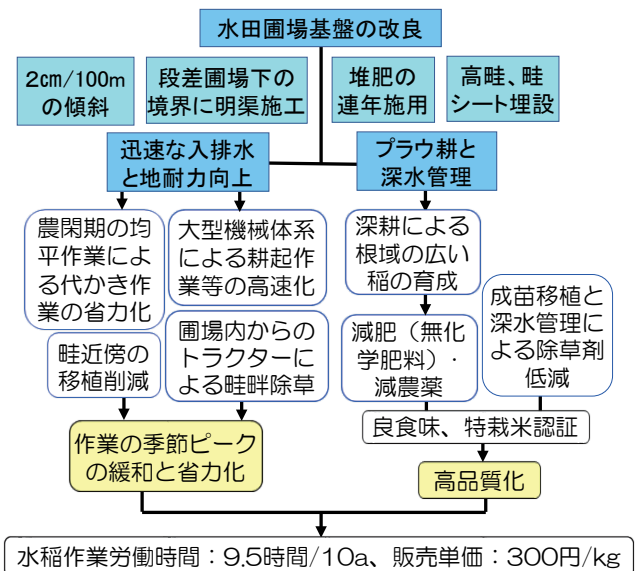 水田圃場基盤の改良
2cm/100m
の傾斜
段差圃場下の
境界に明渠施工
堆肥の
連年施用
高畦、畦
シート埋設
迅速な入排水
と地耐力向上
プラウ耕と
深水管理
農閑期の均
平作業によ
る代かき作
業の省力化
大型機械体系
による耕起作
業等の高速化
深耕による
根域の広い
稲の育成
成苗移植と
深水管理に
よる除草剤
低減
畦近傍の
移植削減
圃場内からの
トラクターに
よる畦畔除草
減肥（無化
学肥料）・
減農薬
良食味、特栽米認証
作業の季節ピーク
の緩和と省力化
高品質化
水稲作業労働時間：9.5時間/10a、販売単価：300円/kg